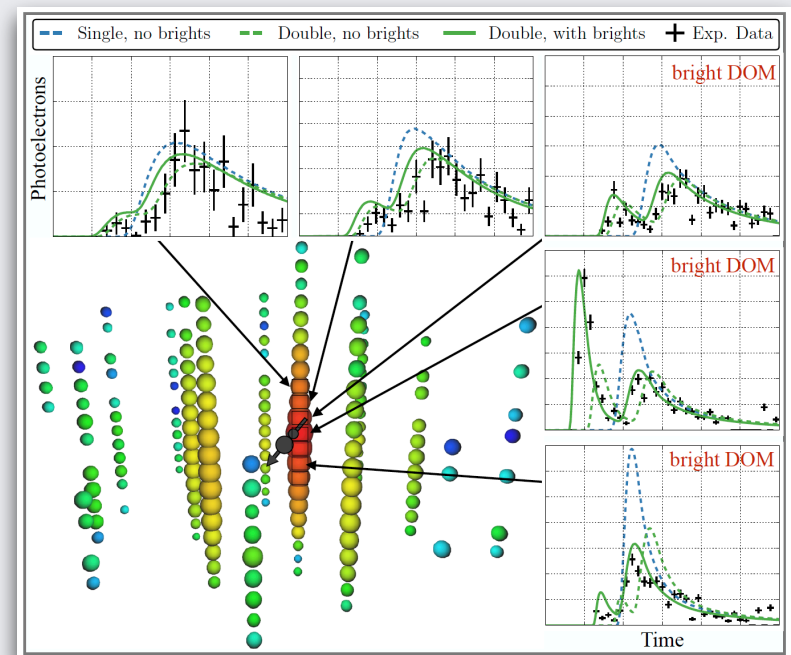 Single, no brights Double, no brights Double, with brights Exp. Data
Photoelectrons
bright DOM
bright DOM
bright DOM
Time